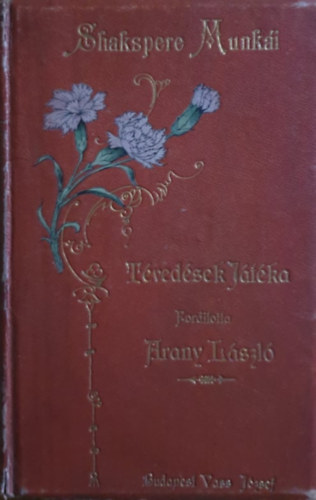 Shakspere Munkái
Tévedések Játéka
Fordította
Arany László
Budapest Vass József